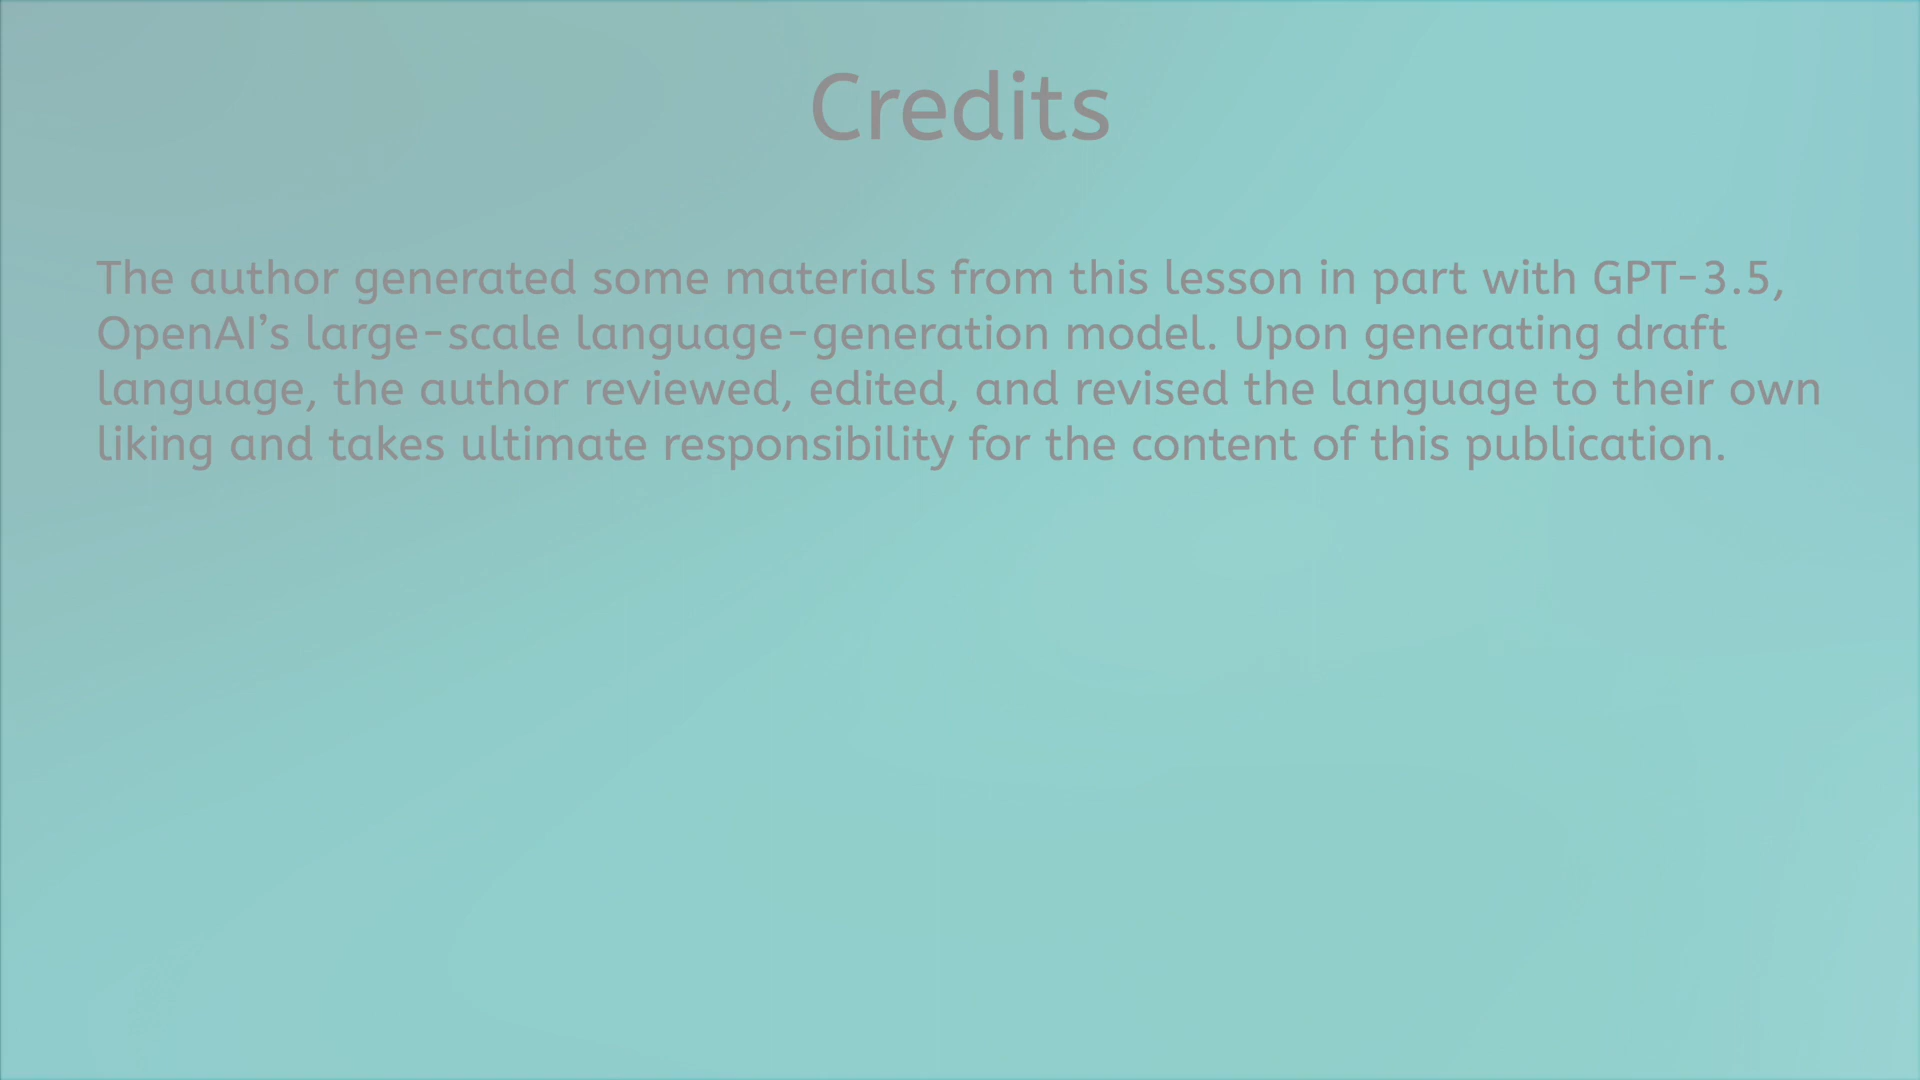 Credits
The author generated some materials from this lesson in part with GPT-3.5,
OpenAI’s large-scale language-generation model. Upon generating draft
language, the author reviewed, edited, and revised the language to their own
liking and takes ultimate responsibility for the content of this publication.